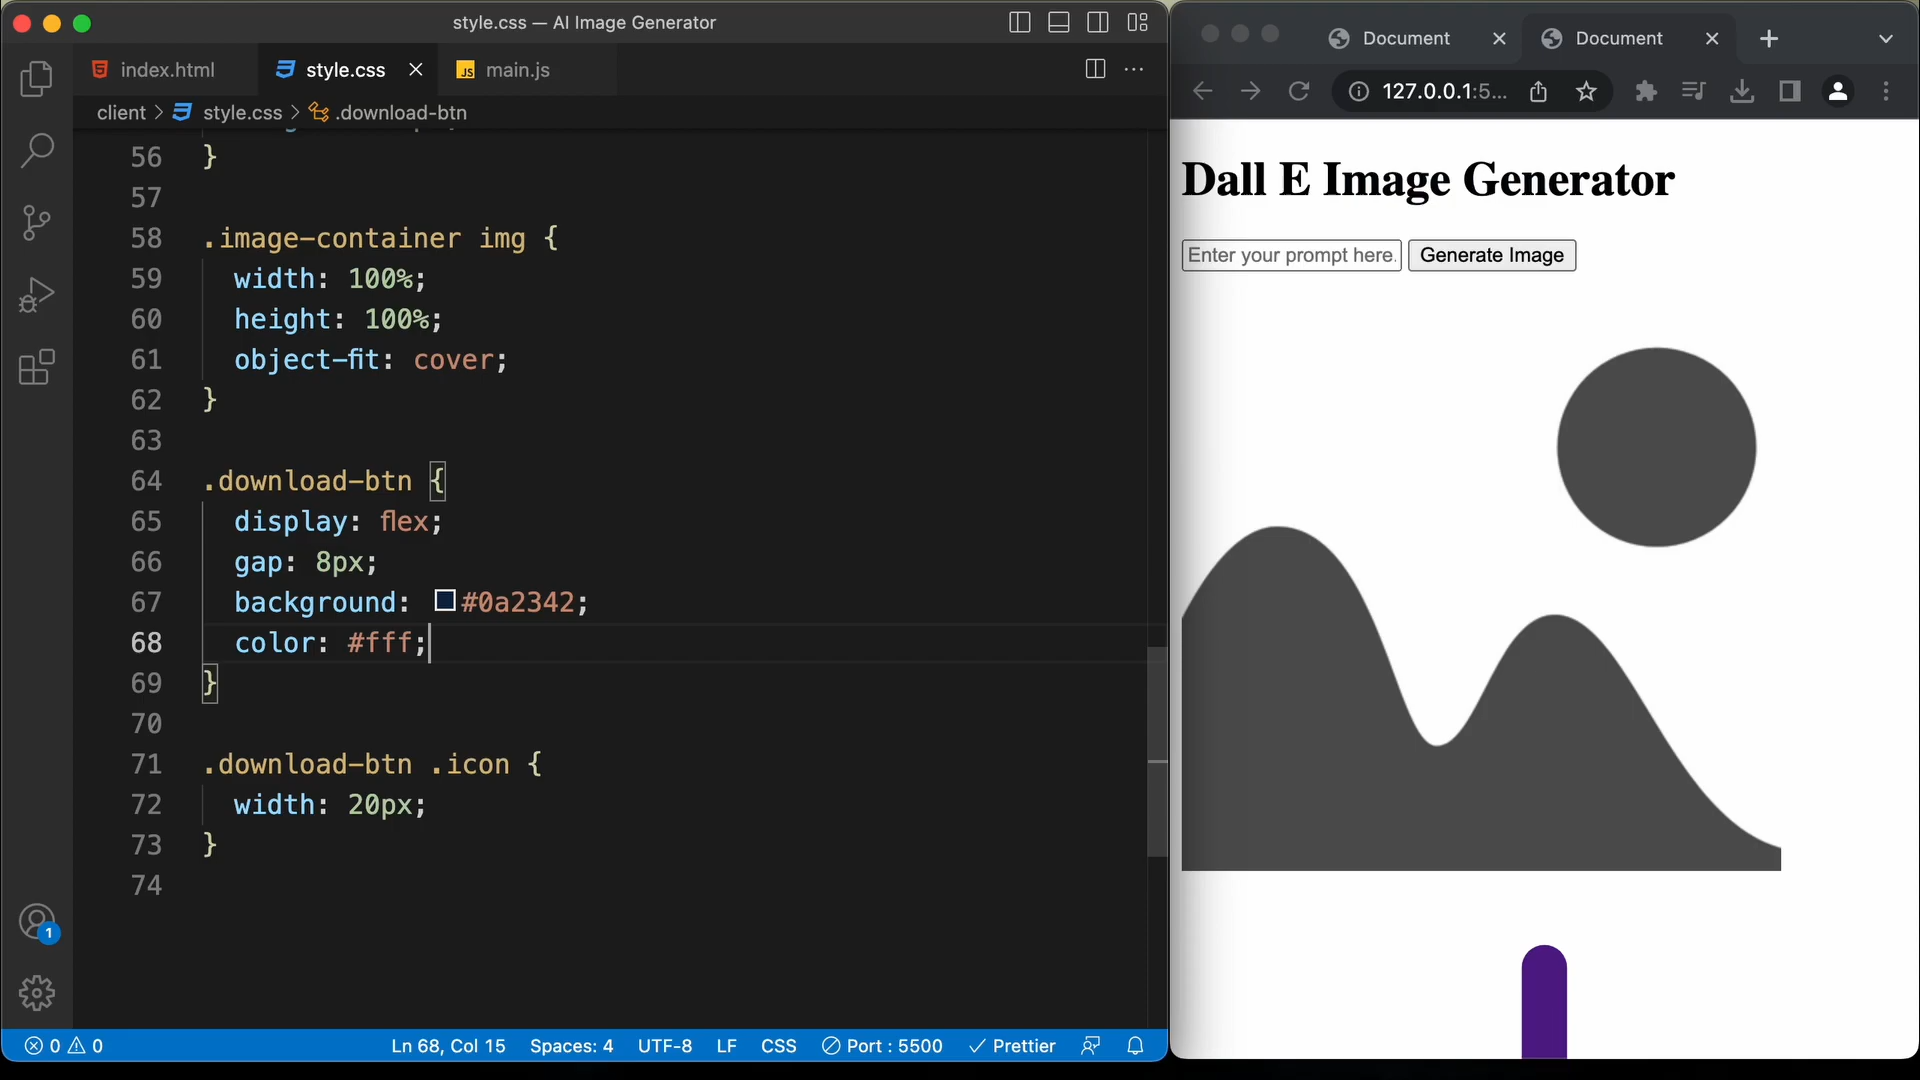 style.css — AI Image Generator
index.html
style.css
JS main.js
client > style.css > .download-btn
56 }
57
58 .image-container img {
59 width: 100%;
60 height: 100%;
61 object-fit: cover;
62 }
63
64 .download-btn {
65 display: flex;
66 gap: 8px;
67 background: #0a2342;
68 color: #fff;
69 }
70
71 .download-btn .icon {
72 width: 20px;
73 }
74
1
0 0
Ln 68, Col 15 Spaces: 4 UTF-8 LF CSS Port : 5500 Prettier
Document
Document
127.0.0.1:5...
Dall E Image Generator
Enter your prompt here.
Generate Image